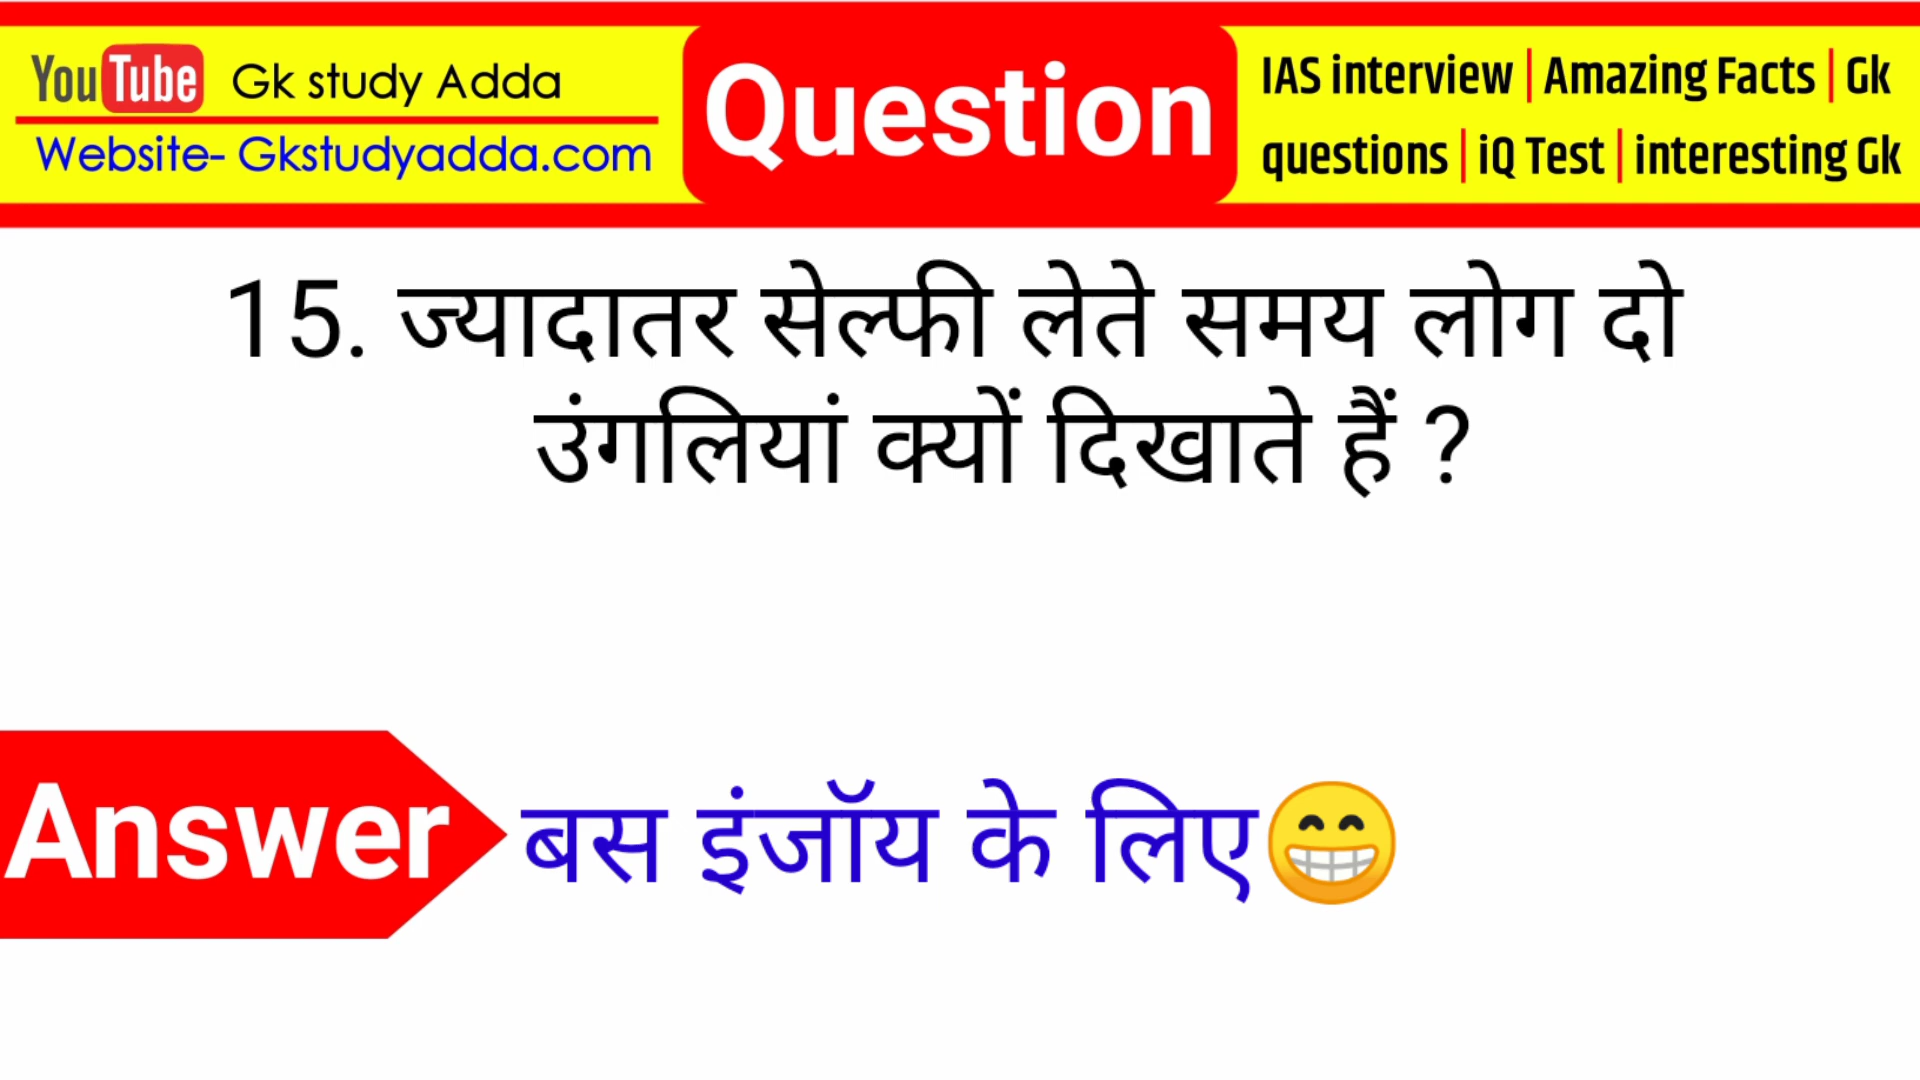 YouTube Gk study Adda
Website- Gkstudyadda.com
Question
IAS interview | Amazing Facts | Gk
questions | iQ Test | interesting Gk
15. ज्यादातर सेल्फी लेते समय लोग दो
उंगलियां क्यों दिखाते हैं ?
Answer
बस इंजॉय के लिए😁